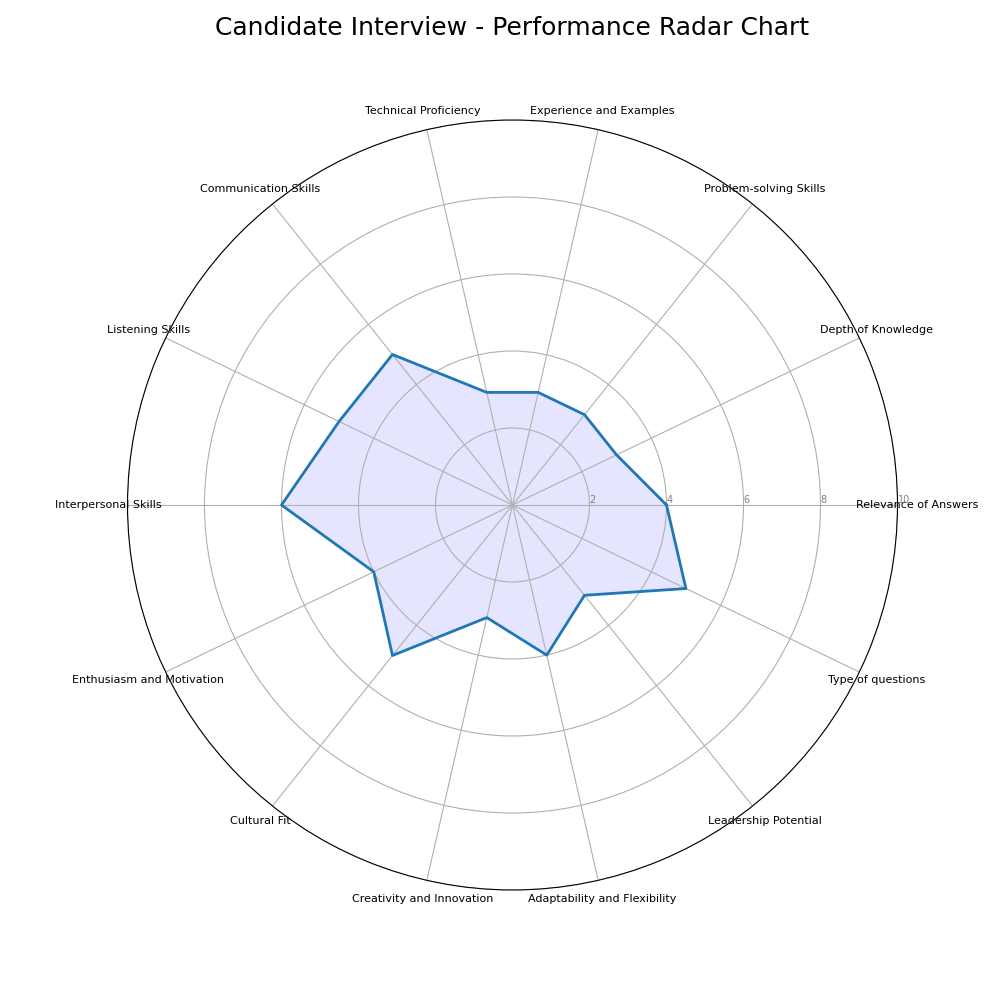 Candidate Interview - Performance Radar Chart
Technical Proficiency
Experience and Examples
Communication Skills
Problem-solving Skills
Listening Skills
Depth of Knowledge
Interpersonal Skills
2
4
6
8
10
Relevance of Answers
Enthusiasm and Motivation
Type of questions
Cultural Fit
Leadership Potential
Creativity and Innovation
Adaptability and Flexibility